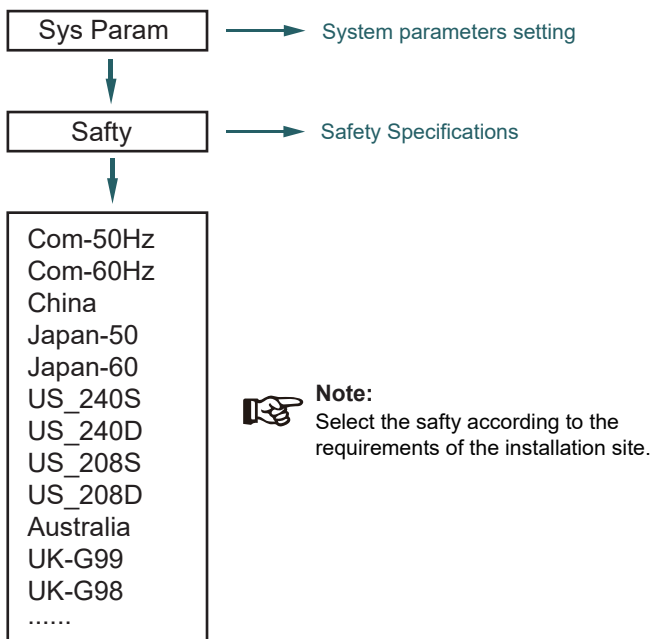 Sys Param
System parameters setting
Safty
Safety Specifications
Com-50Hz
Com-60Hz
China
Japan-50
Japan-60
US_240S
US_240D
US_208S
US_208D
Australia
UK-G99
UK-G98
......
Note:
Select the safty according to the
requirements of the installation site.